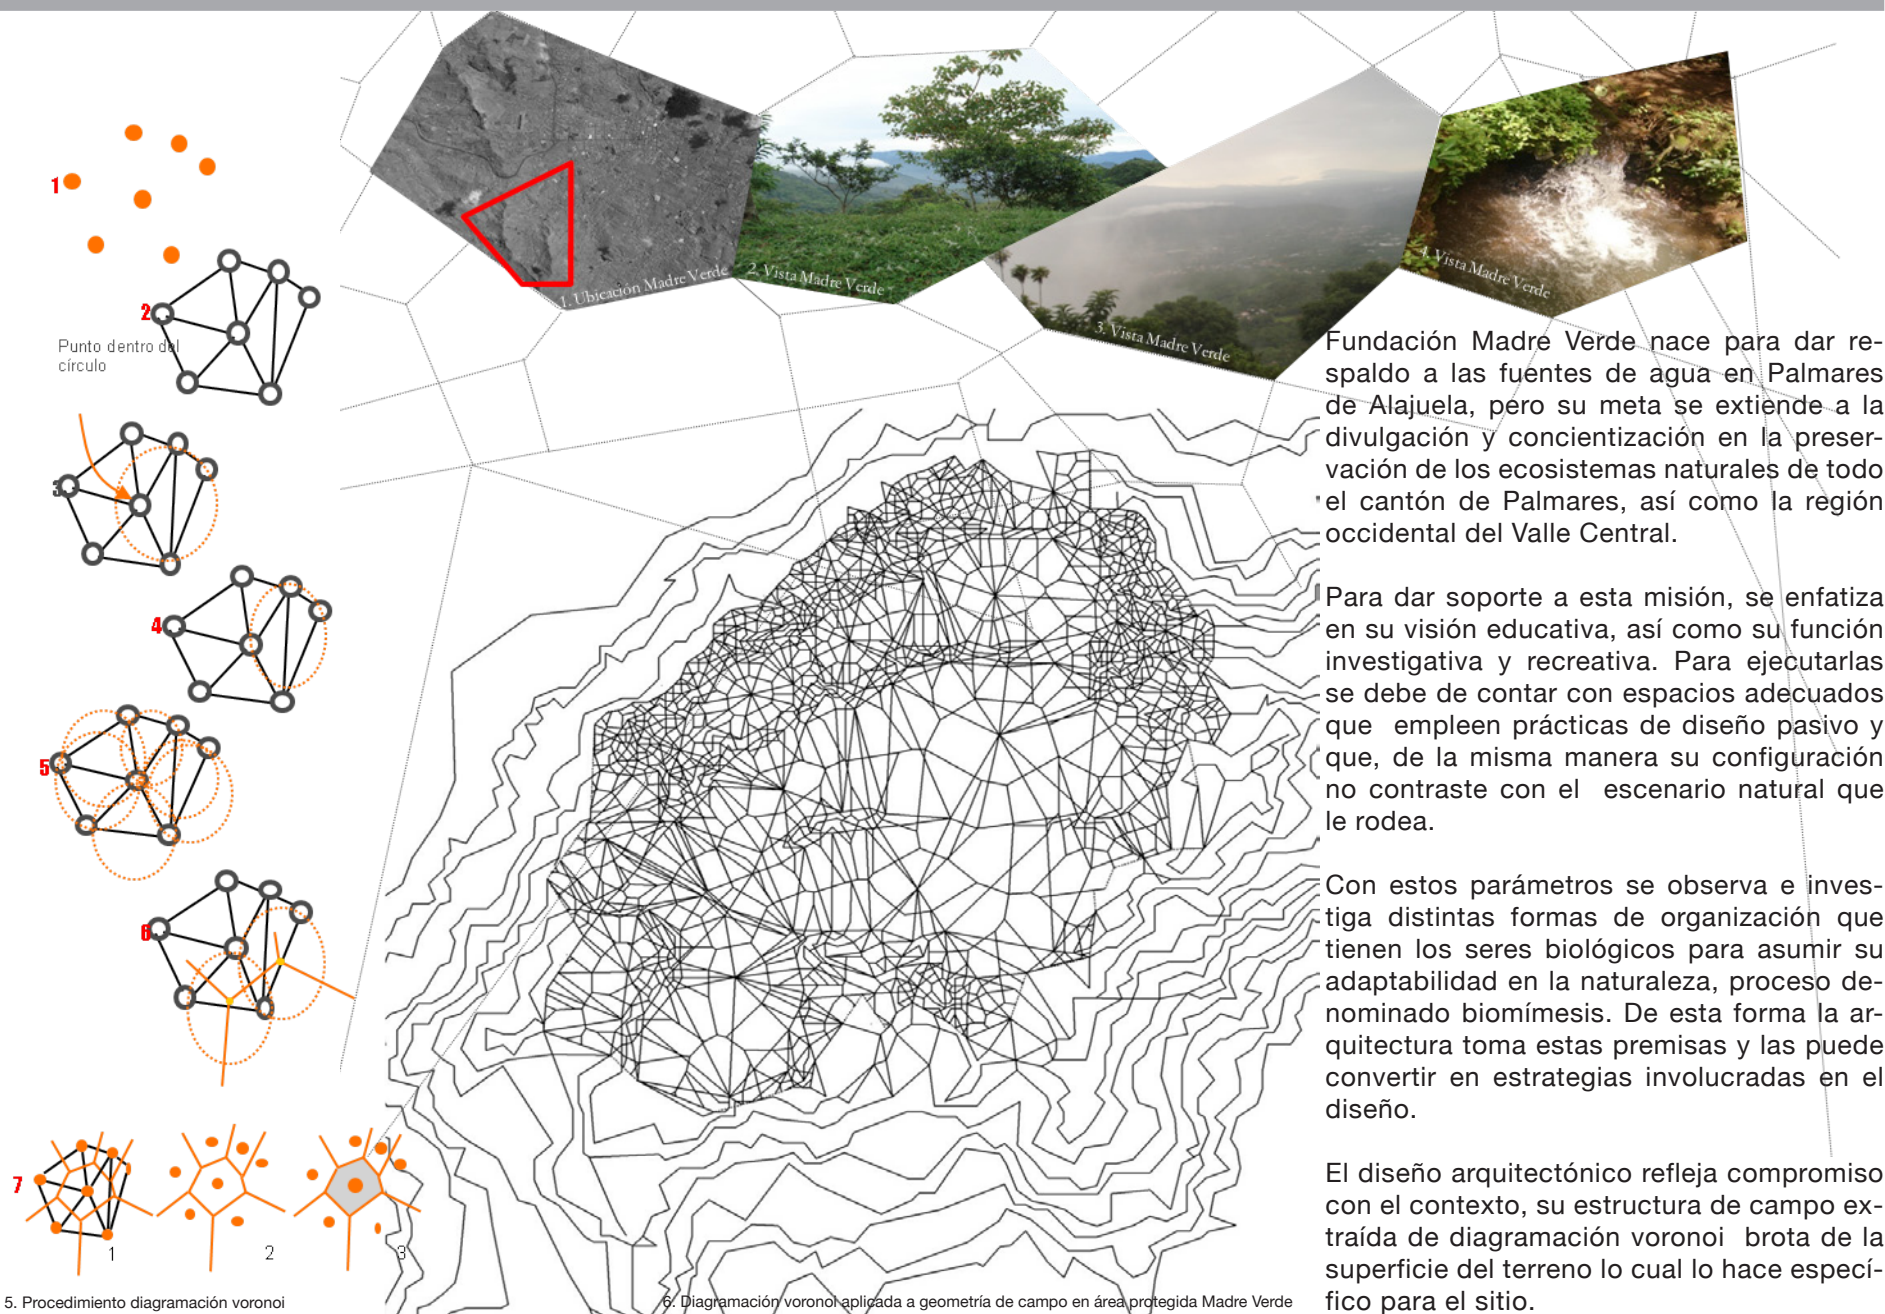 1. Ubicación Madre Verde
2. Vista Madre Verde
3. Vista Madre Verde
4. Vista Madre Verde
1
2
Punto dentro del
círculo
3
4
5
6
7
1
2
3
5. Procedimiento diagramación voronoi
6. Diagramación voronoi aplicada a geometría de campo en área protegida Madre Verde
Fundación Madre Verde nace para dar re-
spaldo a las fuentes de agua en Palmares
de Alajuela, pero su meta se extiende a la
divulgación y concientización en la preser-
vación de los ecosistemas naturales de todo
el cantón de Palmares, así como la región
occidental del Valle Central.
Para dar soporte a esta misión, se enfatiza
en su visión educativa, así como su función
investigativa y recreativa. Para ejecutarlas
se debe de contar con espacios adecuados
que empleen prácticas de diseño pasivo y
que, de la misma manera su configuración
no contraste con el escenario natural que
le rodea.
Con estos parámetros se observa e inves-
tiga distintas formas de organización que
tienen los seres biológicos para asumir su
adaptabilidad en la naturaleza, proceso de-
nominado biomímesis. De esta forma la ar-
quitectura toma estas premisas y las puede
convertir en estrategias involucradas en el
diseño.
El diseño arquitectónico refleja compromiso
con el contexto, su estructura de campo ex-
traída de diagramación voronoi brota de la
superficie del terreno lo cual lo hace especí-
fico para el sitio.